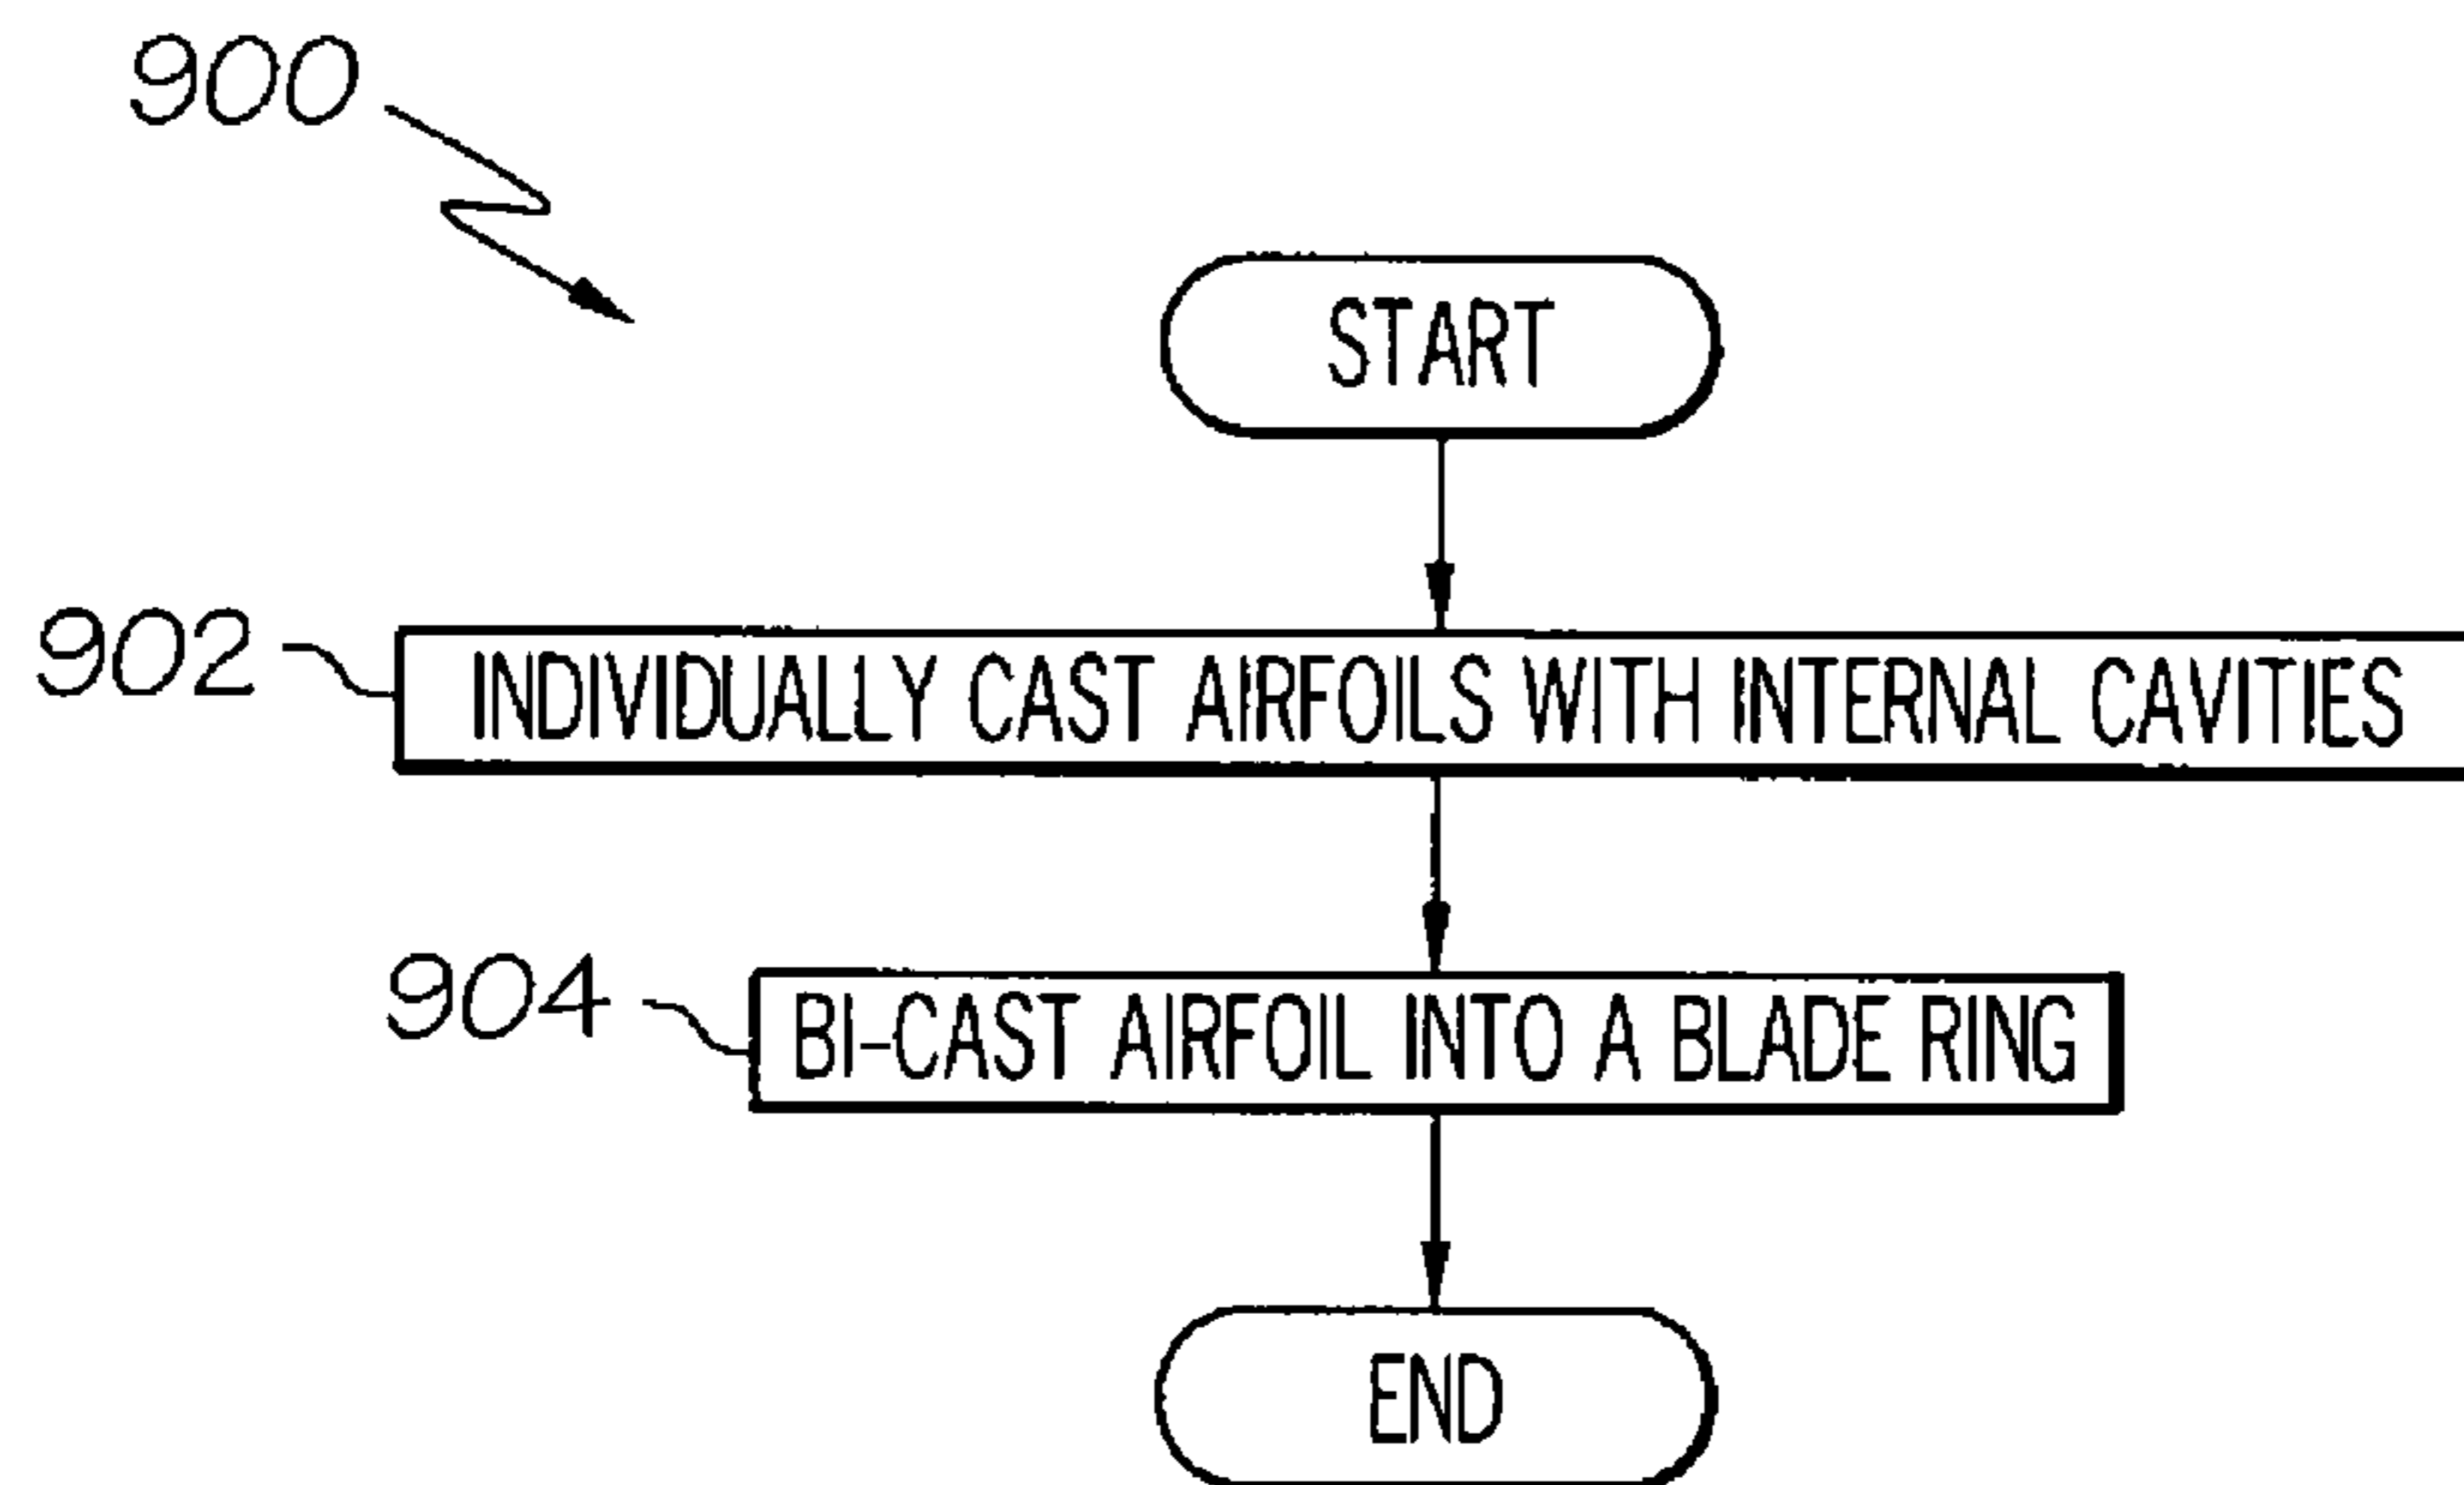 900
START
902
INDIVIDUALLY CAST AIRFOILS WITH INTERNAL CAVITIES
904
BI-CAST AIRFOIL INTO A BLADE RING
END